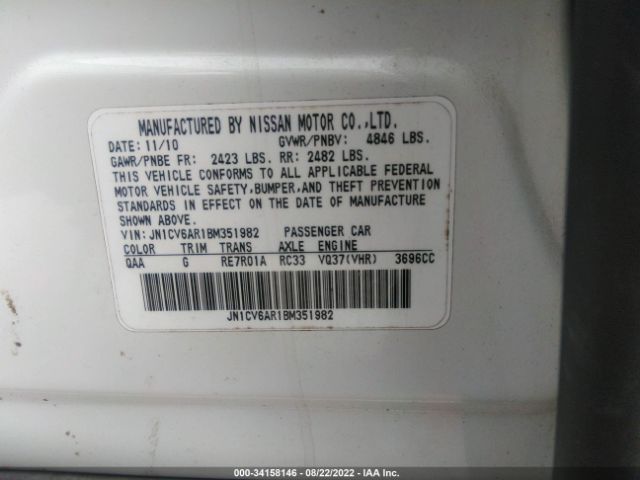 MANUFACTURED BY NISSAN MOTOR CO.,LTD.
DATE: 11/10 GVWR/PNBV: 4846 LBS.
GAWR/PNBE FR: 2423 LBS. RR: 2482 LBS.
THIS VEHICLE CONFORMS TO ALL APPLICABLE FEDERAL
MOTOR VEHICLE SAFETY,BUMPER,AND THEFT PREVENTION
STANDARDS IN EFFECT ON THE DATE OF MANUFACTURE
SHOWN ABOVE.
VIN: JN1CV6AR1BM351982 PASSENGER CAR
COLOR TRIM TRANS AXLE ENGINE
QAA G RE7R01A RC33 VQ37(VHR) 3696CC
JN1CV6AR1BM351982
000-34158146 - 08/22/2022 - IAA Inc.